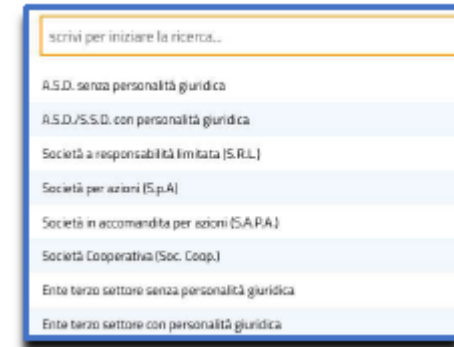 scrivi per iniziare la ricerca...
A.S.D. senza personalità giuridica
A.S.D./S.S.D. con personalità giuridica
Società a responsabilità limitata (S.R.L.)
Società per azioni (S.p.A)
Società in accomandita per azioni (S.A.P.A.)
Società Cooperativa (Soc. Coop.)
Ente terzo settore senza personalità giuridica
Ente terzo settore con personalità giuridica